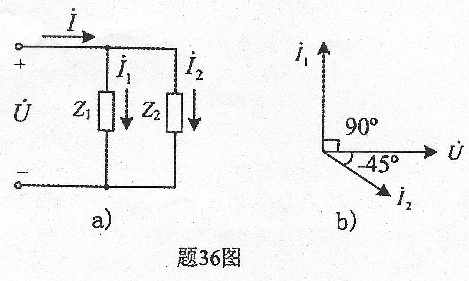 İ
+
İ₁
İ₂
U̇
Z₁
Z₂
−
a)
İ₁
90°
U̇
-45°
İ₂
b)
题36图